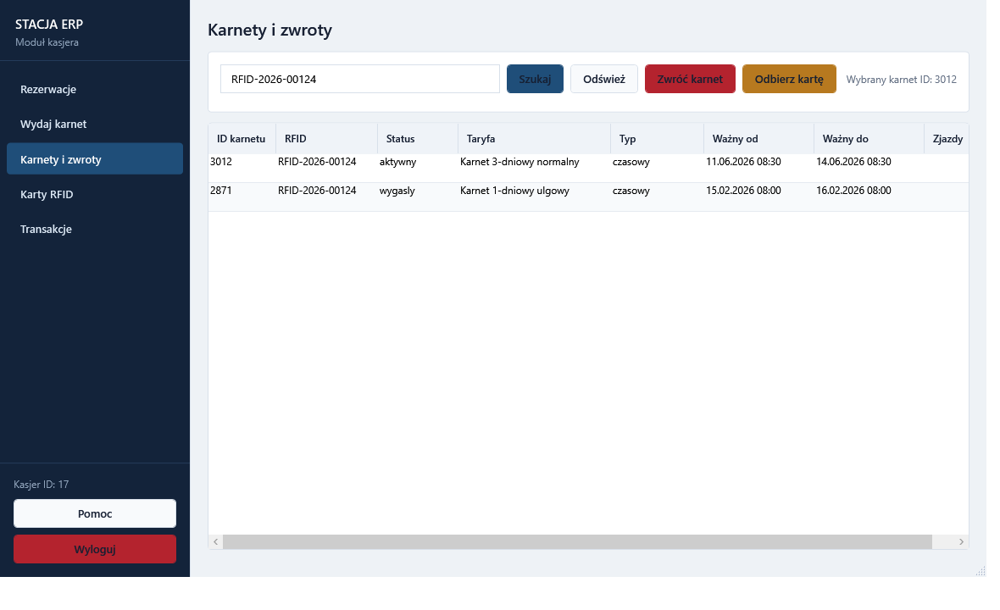 STACJA ERP
Moduł kasjera
Rezerwacje
Wydaj karnet
Karnety i zwroty
Karty RFID
Transakcje
Kasjer ID: 17
Pomoc
Wyloguj
Karnety i zwroty
RFID-2026-00124 Szukaj Odśwież Zwróć karnet Odbierz kartę Wybrany karnet ID: 3012
ID karnetu RFID Status Taryfa Typ Ważny od Ważny do Zjazdy
3012 RFID-2026-00124 aktywny Karnet 3-dniowy normalny czasowy 11.06.2026 08:30 14.06.2026 08:30
2871 RFID-2026-00124 wygasly Karnet 1-dniowy ulgowy czasowy 15.02.2026 08:00 16.02.2026 08:00